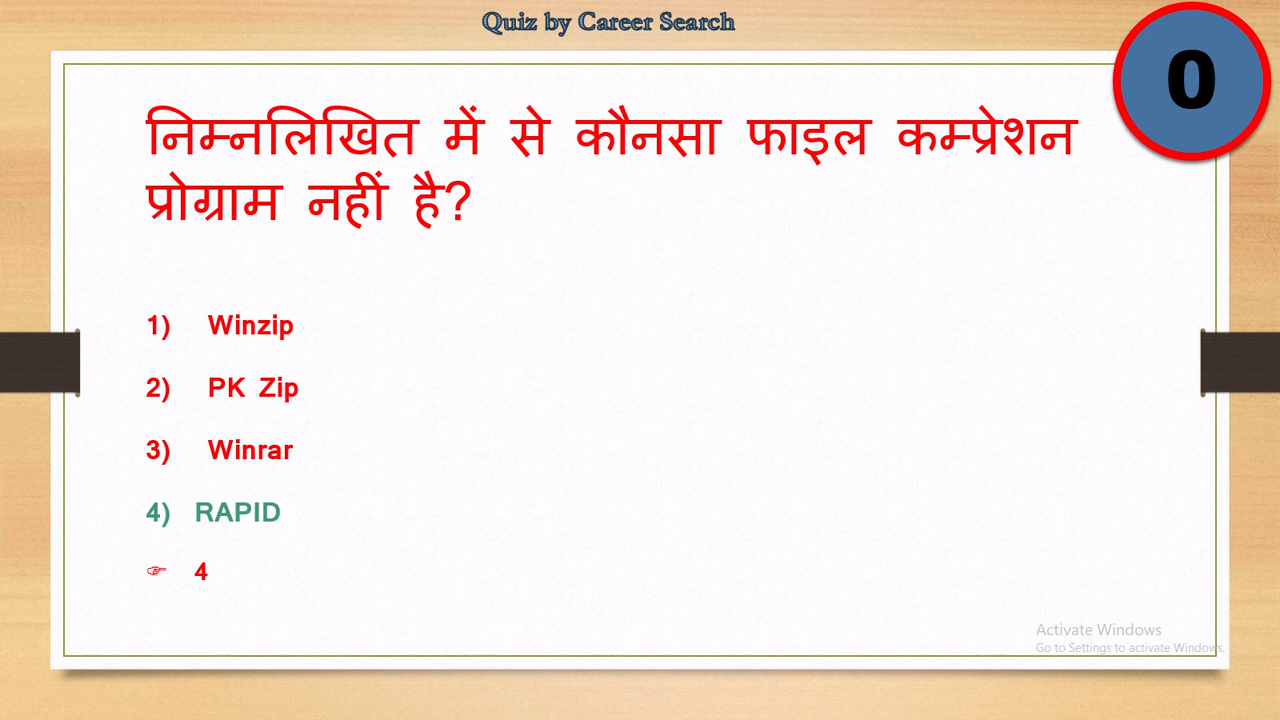 Quiz by Career Search
0
निम्नलिखित में से कौनसा फाइल कम्प्रेशन
प्रोग्राम नहीं है?
1) Winzip
2) PK Zip
3) Winrar
4) RAPID
☞ 4
Activate Windows
Go to Settings to activate Windows.